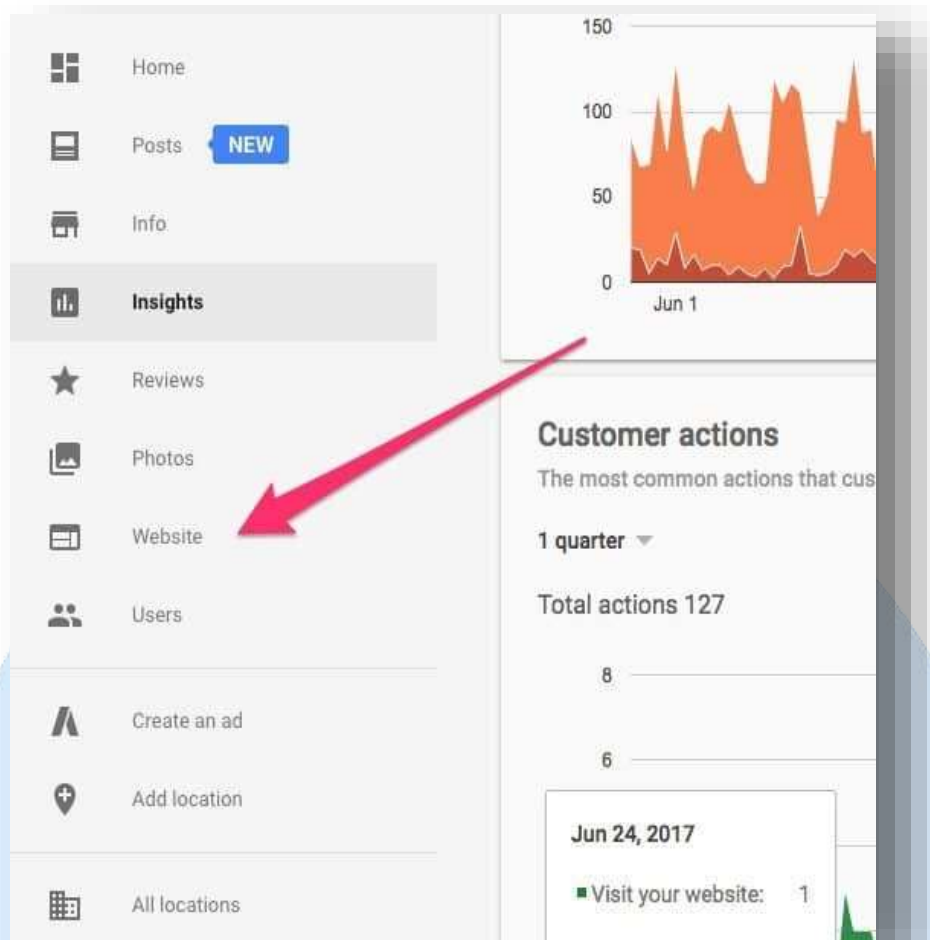 Home
Posts NEW
Info
Insights
Reviews
Photos
Website
Users
Create an ad
Add location
All locations
150
100
50
0
Jun 1
Customer actions
The most common actions that cus
1 quarter
Total actions 127
8
6
Jun 24, 2017
Visit your website: 1